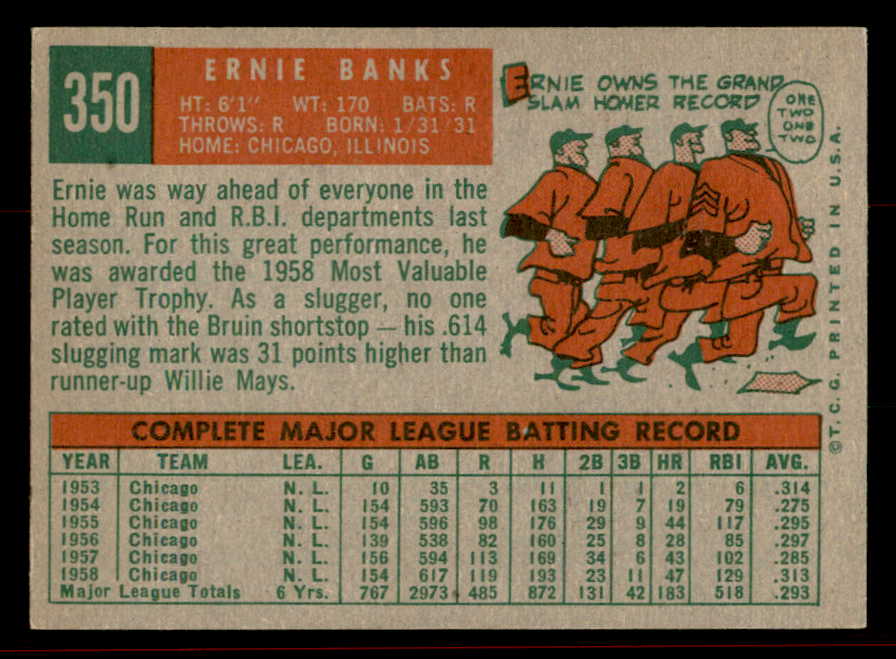 350
ERNIE BANKS
HT: 6'1" WT: 170 BATS: R
THROWS: R BORN: 1/31/31
HOME: CHICAGO, ILLINOIS
Ernie was way ahead of everyone in the
Home Run and R.B.I. departments last
season. For this great performance, he
was awarded the 1958 Most Valuable
Player Trophy. As a slugger, no one
rated with the Bruin shortstop — his .614
slugging mark was 31 points higher than
runner-up Willie Mays.
ERNIE OWNS THE GRAND
SLAM HOMER RECORD
ONE
TWO
ONE
TWO
©T.C.G. PRINTED IN U.S.A.
COMPLETE MAJOR LEAGUE BATTING RECORD
YEAR TEAM LEA. G AB R H 2B 3B HR RBI AVG.
1953 Chicago N. L. 10 35 3 11 1 1 2 6 .314
1954 Chicago N. L. 154 593 70 163 19 7 19 79 .275
1955 Chicago N. L. 154 596 98 176 29 9 44 117 .295
1956 Chicago N. L. 139 538 82 160 25 8 28 85 .297
1957 Chicago N. L. 156 594 113 169 34 6 43 102 .285
1958 Chicago N. L. 154 617 119 193 23 11 47 129 .313
Major League Totals 6 Yrs. 767 2973 485 872 131 42 183 518 .293